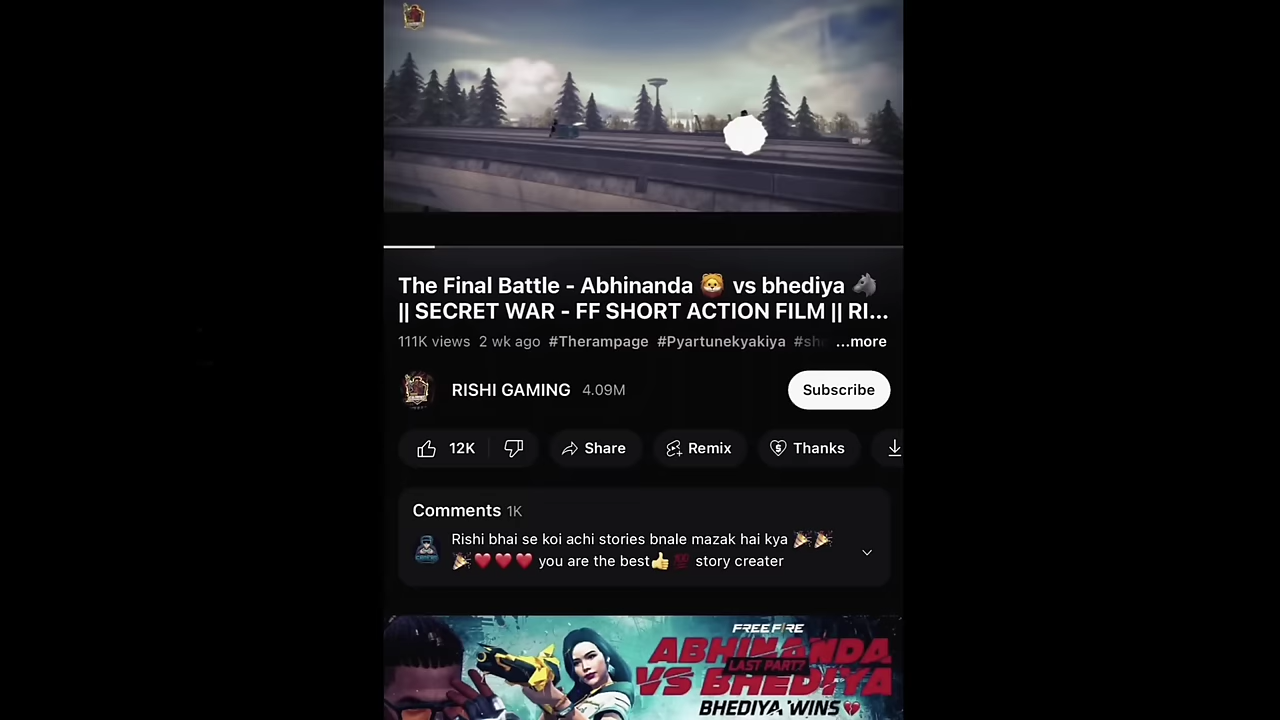 The Final Battle - Abhinanda 🦁 vs bhediya 🐺
|| SECRET WAR - FF SHORT ACTION FILM || RI...
111K views 2 wk ago #Therampage #Pyartunekyakiya #sh ...more
RISHI GAMING 4.09M
Subscribe
12K
Share
Remix
Thanks
Comments 1K
Rishi bhai se koi achi stories bnale mazak hai kya 🎉🎉
🎉❤️❤️❤️ you are the best👍💯 story creater
FREE FIRE
ABHINANDA
LAST PART7
VS BHEDIYA
BHEDIYA WINS💔